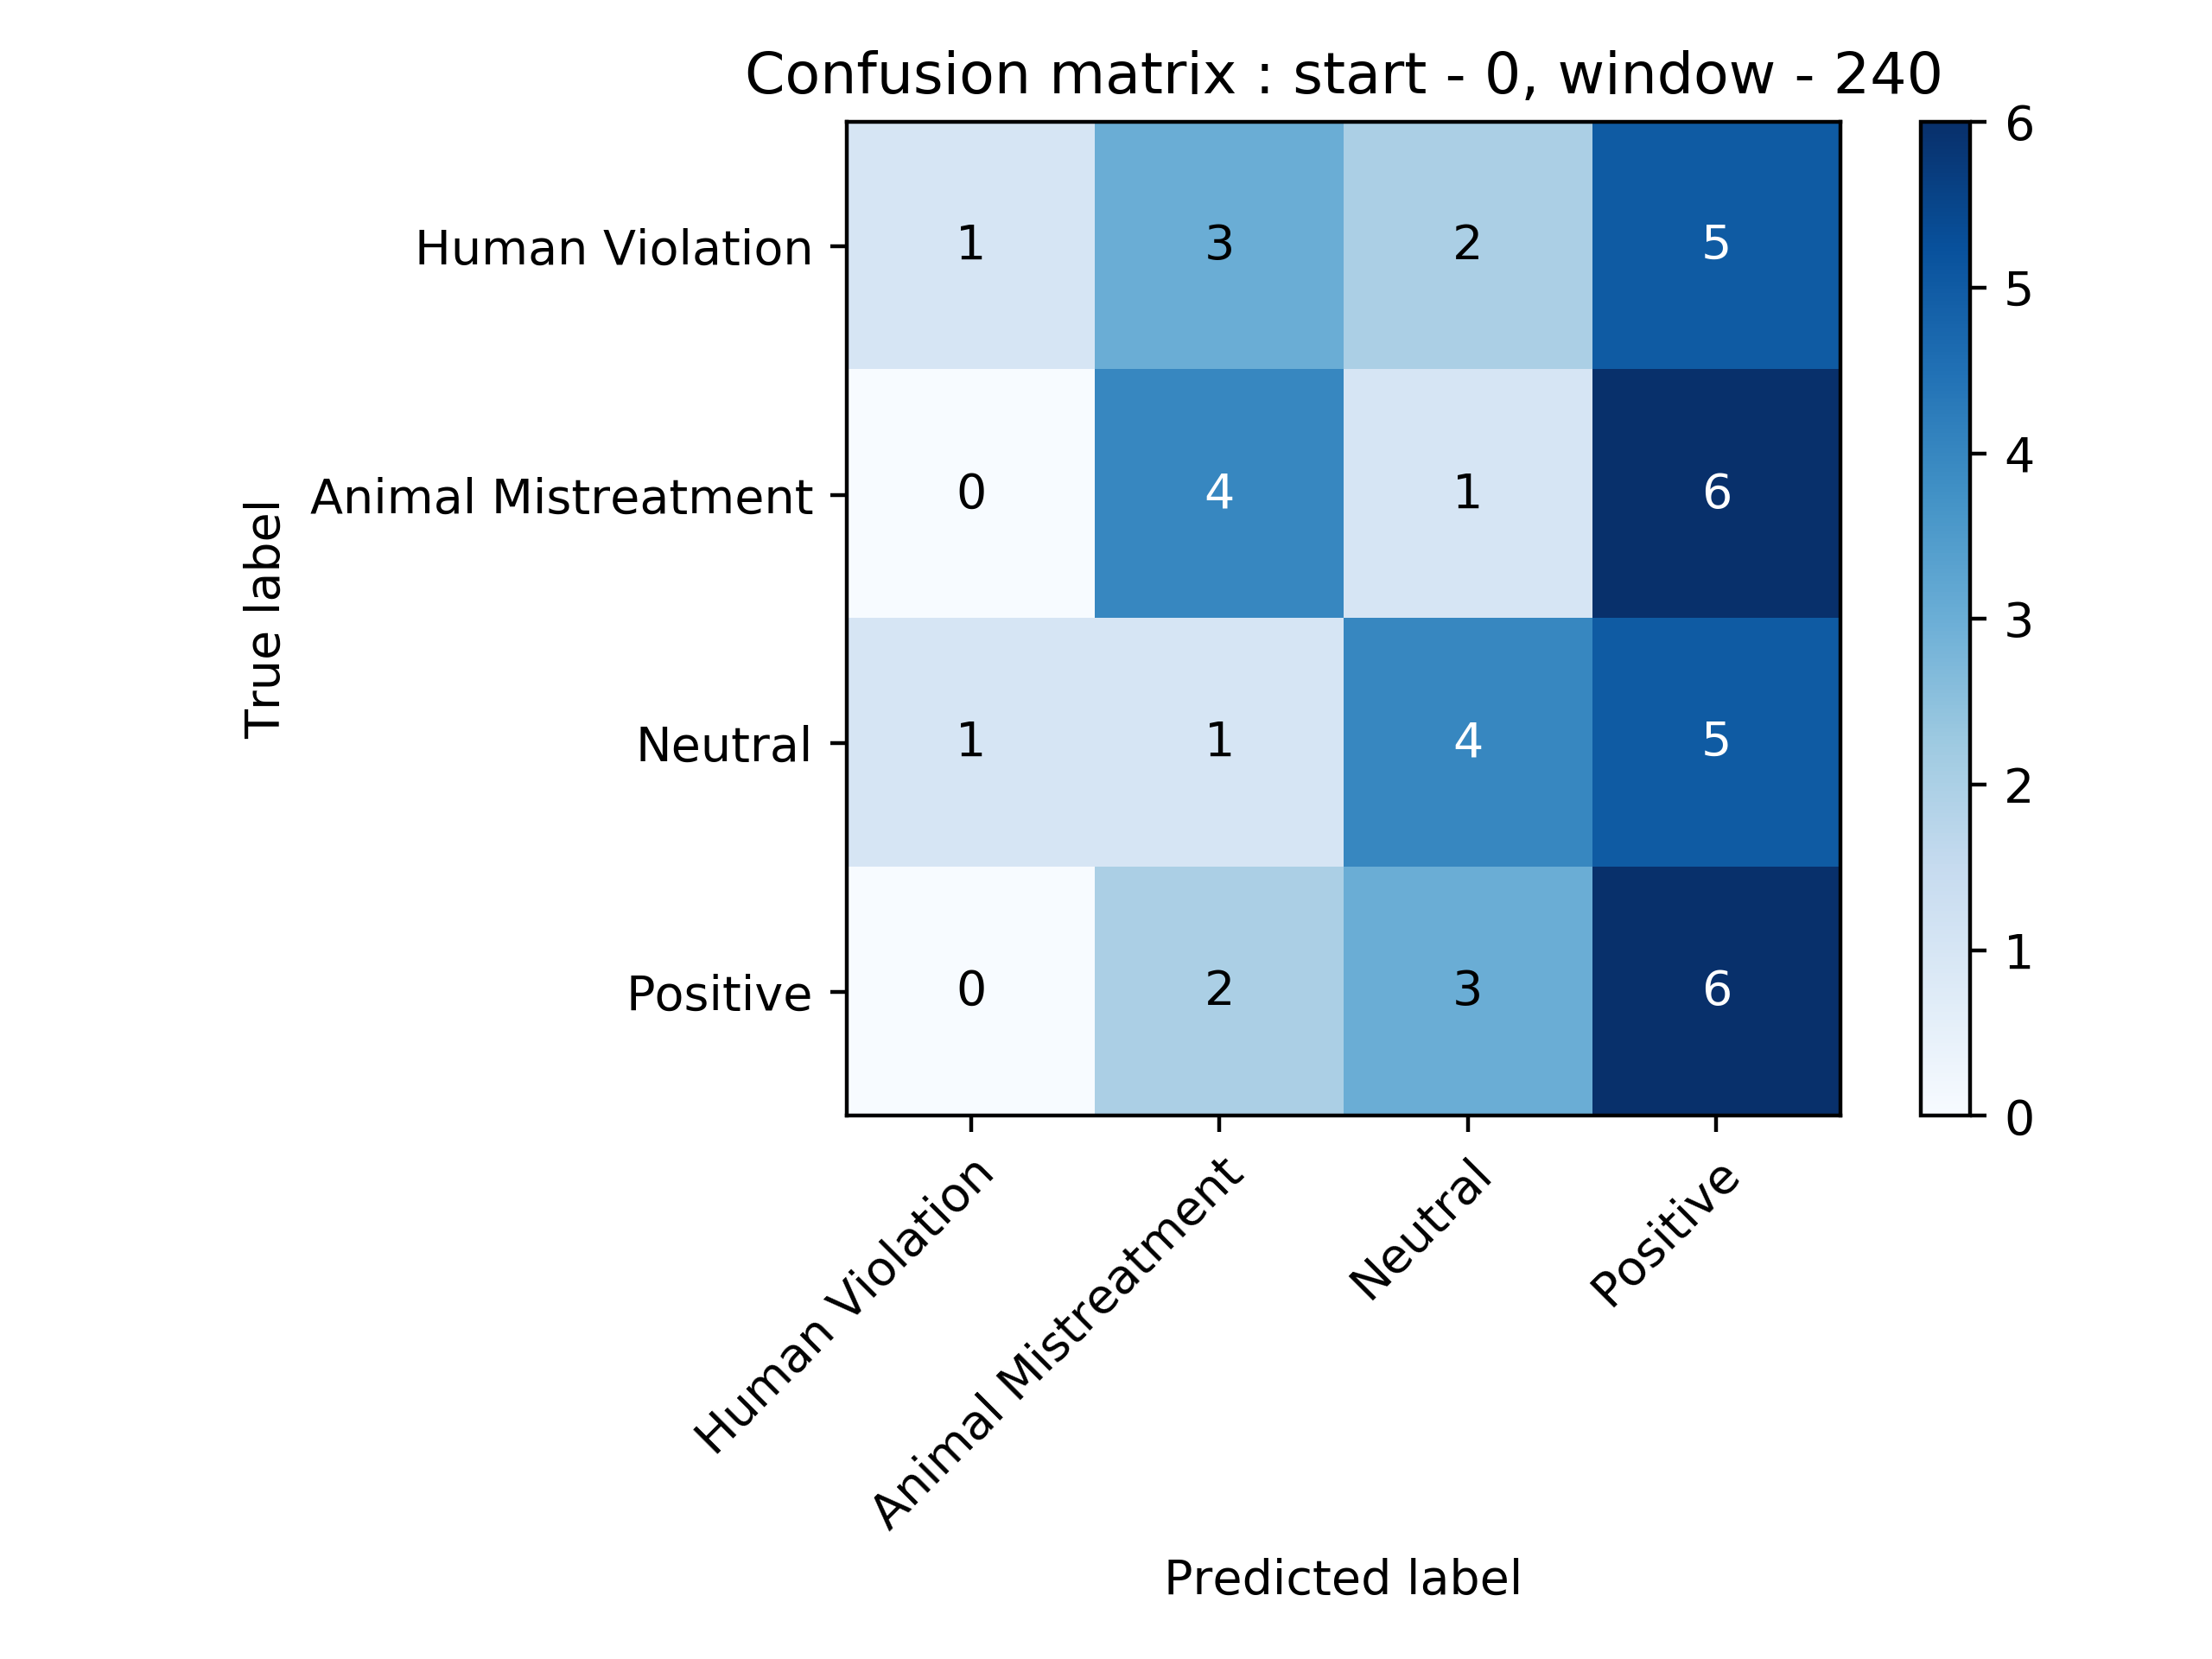 Confusion matrix : start - 0, window - 240
True label
Human Violation 1 3 2 5
Animal Mistreatment 0 4 1 6
Neutral 1 1 4 5
Positive 0 2 3 6
Human Violation
Animal Mistreatment
Neutral
Positive
Predicted label
6
5
4
3
2
1
0